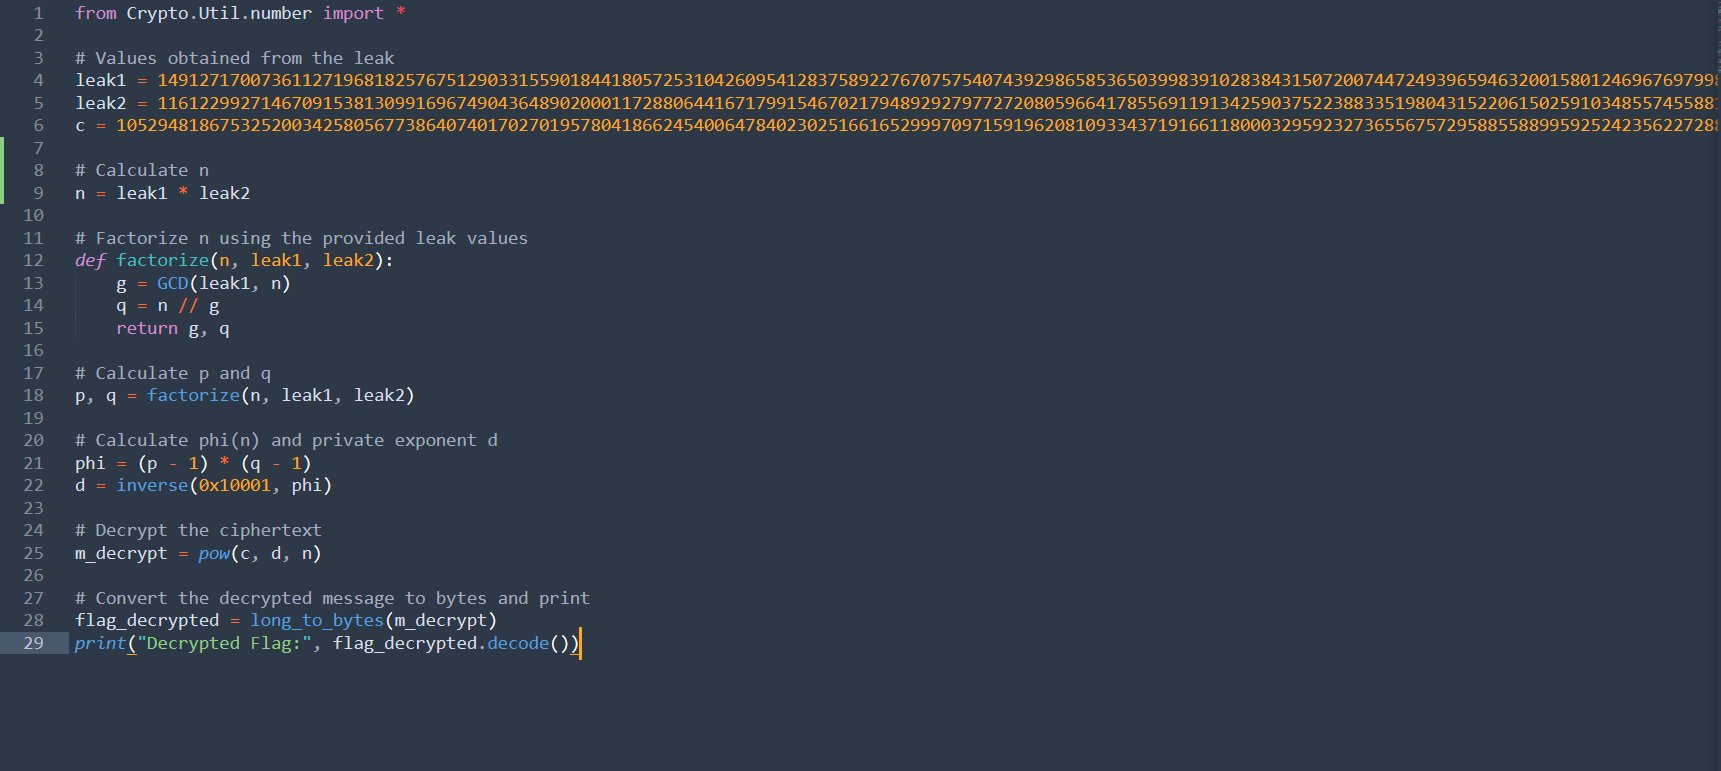 1 from Crypto.Util.number import *
2
3 # Values obtained from the leak
4 leak1 = 149127170073611271968182576751290331559018441805725310426095412837589227670757540743929865853650399839102838431507200744724939659463200158012469676979
5 leak2 = 116122992714670915381309916967490436489020001172880644167179915467021794892927977272080596641785569119134259037522388335198043152206150259103485574558
6 c = 10529481867532520034258056773864074017027019578041866245400647840230251661652999709715919620810933437191661180003295923273655675729588558899592524235622728
7
8 # Calculate n
9 n = leak1 * leak2
10
11 # Factorize n using the provided leak values
12 def factorize(n, leak1, leak2):
13 g = GCD(leak1, n)
14 q = n // g
15 return g, q
16
17 # Calculate p and q
18 p, q = factorize(n, leak1, leak2)
19
20 # Calculate phi(n) and private exponent d
21 phi = (p - 1) * (q - 1)
22 d = inverse(0x10001, phi)
23
24 # Decrypt the ciphertext
25 m_decrypt = pow(c, d, n)
26
27 # Convert the decrypted message to bytes and print
28 flag_decrypted = long_to_bytes(m_decrypt)
29 print("Decrypted Flag:", flag_decrypted.decode())